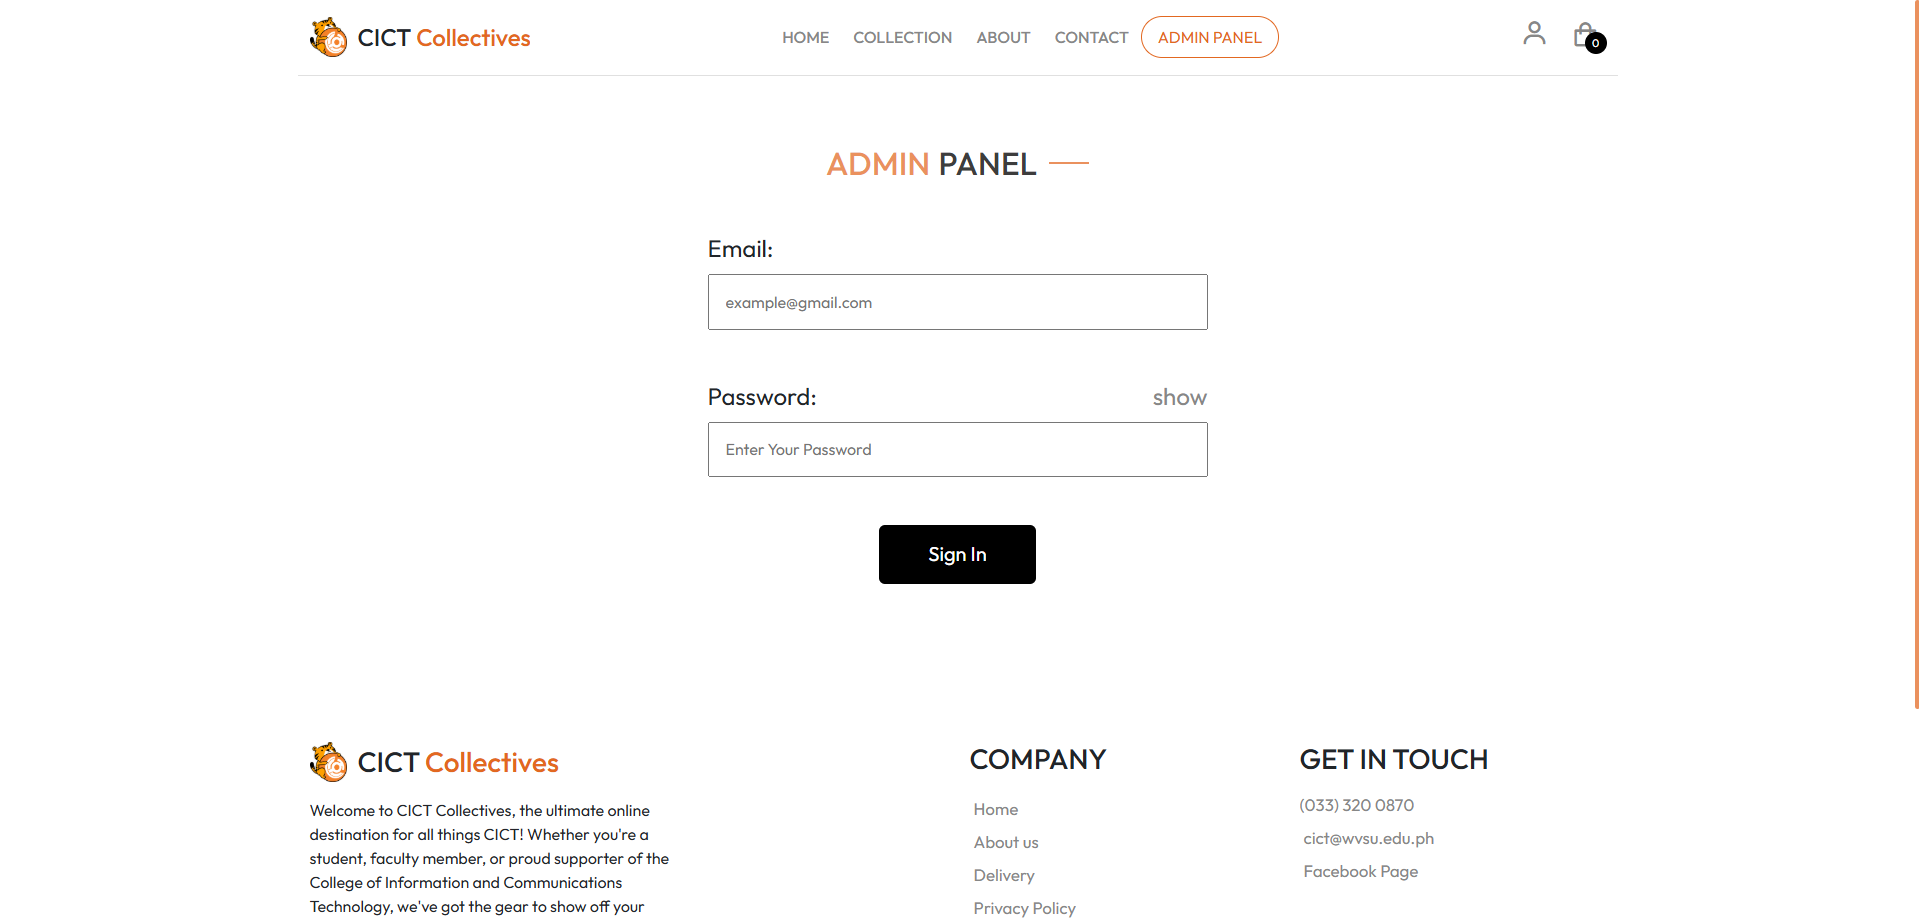 CICT Collectives
HOME
COLLECTION
ABOUT
CONTACT
ADMIN PANEL
0
ADMIN PANEL
Email:
example@gmail.com
Password:
show
Enter Your Password
Sign In
CICT Collectives
Welcome to CICT Collectives, the ultimate online
destination for all things CICT! Whether you're a
student, faculty member, or proud supporter of the
College of Information and Communications
Technology, we've got the gear to show off your
COMPANY
Home
About us
Delivery
Privacy Policy
GET IN TOUCH
(033) 320 0870
cict@wvsu.edu.ph
Facebook Page